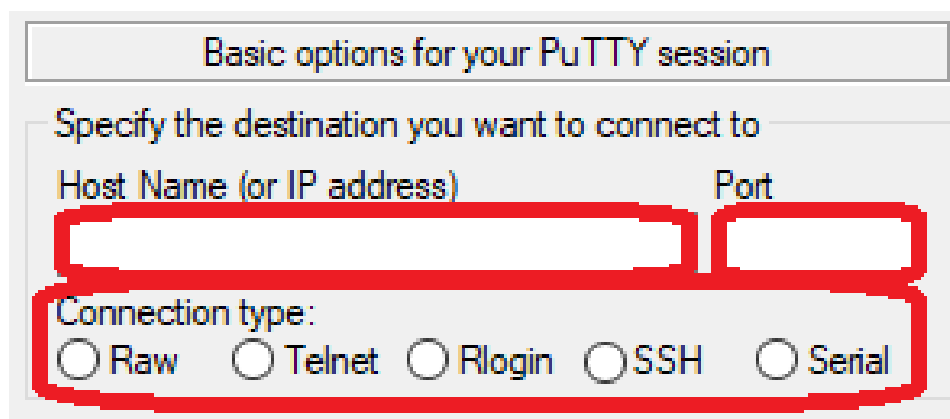 Basic options for your PuTTY session
Specify the destination you want to connect to
Host Name (or IP address) Port
Connection type:
Raw Telnet Rlogin SSH Serial